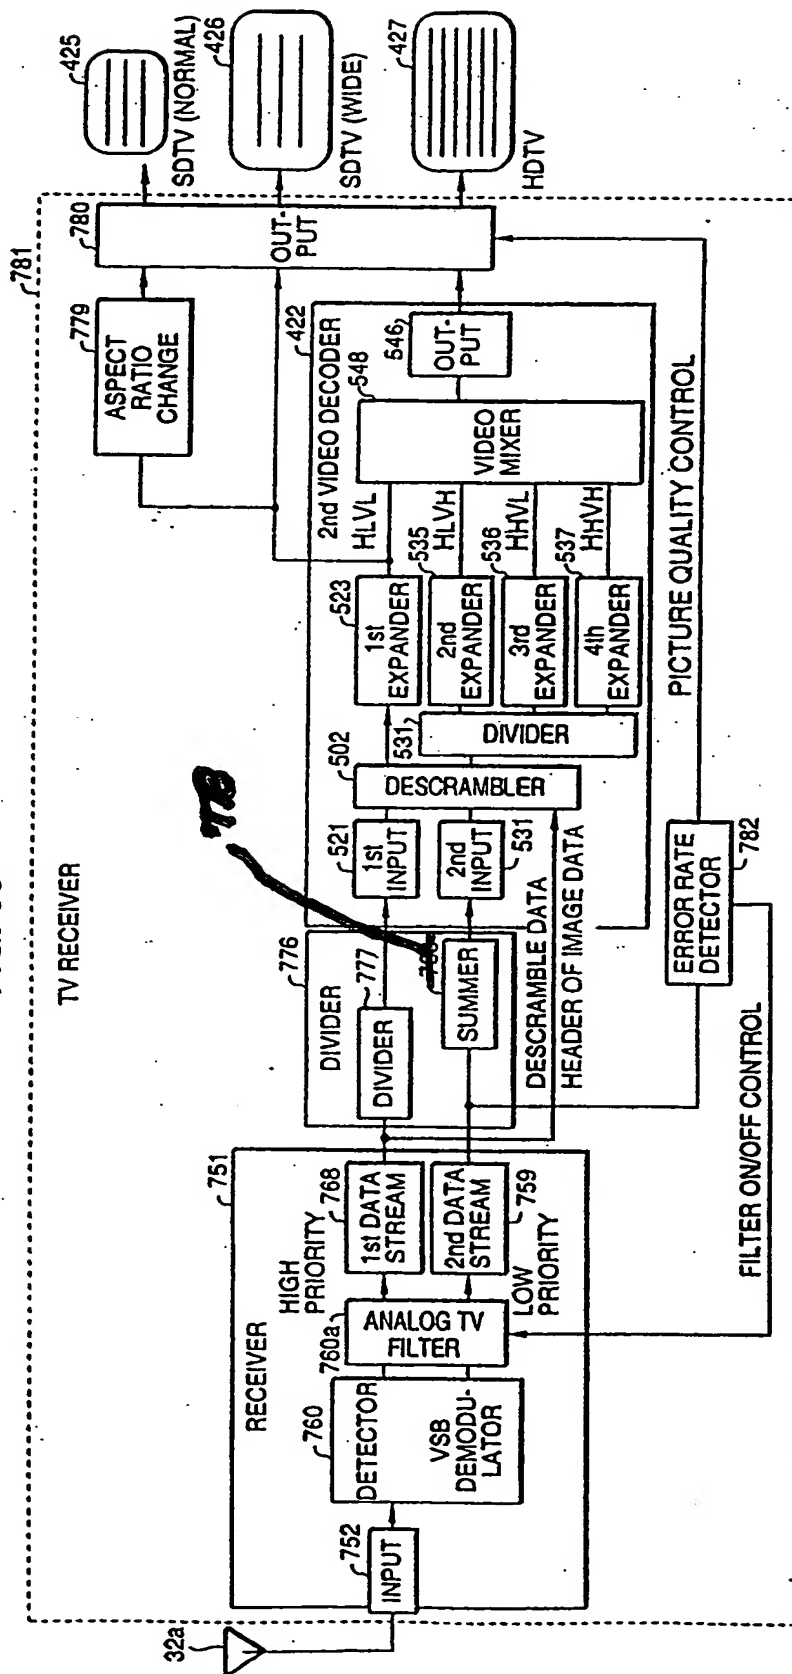 TV RECEIVER
781
32a
RECEIVER
751
752
INPUT
760
DETECTOR
VSB
DEMODU-
LATOR
760a
ANALOG TV
FILTER
HIGH
PRIORITY
768
1st DATA
STREAM
2nd DATA
STREAM
759
LOW
PRIORITY
776
DIVIDER
777
DIVIDER
SUMMER
DESCRAMBLE DATA
HEADER OF IMAGE DATA
2nd VIDEO DECODER
422
521
1st
INPUT
2nd
INPUT
531
502
DESCRAMBLER
531
DIVIDER
523
1st
EXPANDER
HLVL
535
2nd
EXPANDER
HLVH
536
3rd
EXPANDER
HHVL
537
4th
EXPANDER
HHVH
548
VIDEO
MIXER
546
OUT-
PUT
779
ASPECT
RATIO
CHANGE
780
OUT-
PUT
425
SDTV (NORMAL)
426
SDTV (WIDE)
427
HDTV
ERROR RATE
DETECTOR
782
FILTER ON/OFF CONTROL
PICTURE QUALITY CONTROL